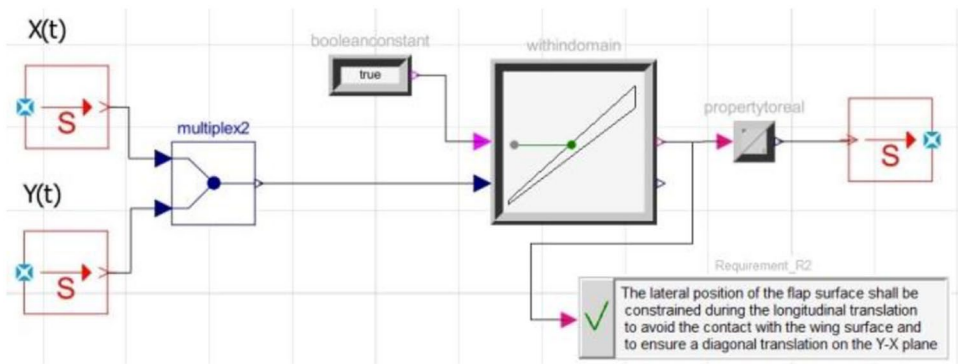 X(t)
booleanconstant
withindomain
true
propertytoreal
S
multiplex2
S
Y(t)
S
Requirement_R2
The lateral position of the flap surface shall be
constrained during the longitudinal translation
to avoid the contact with the wing surface and
to ensure a diagonal translation on the Y-X plane